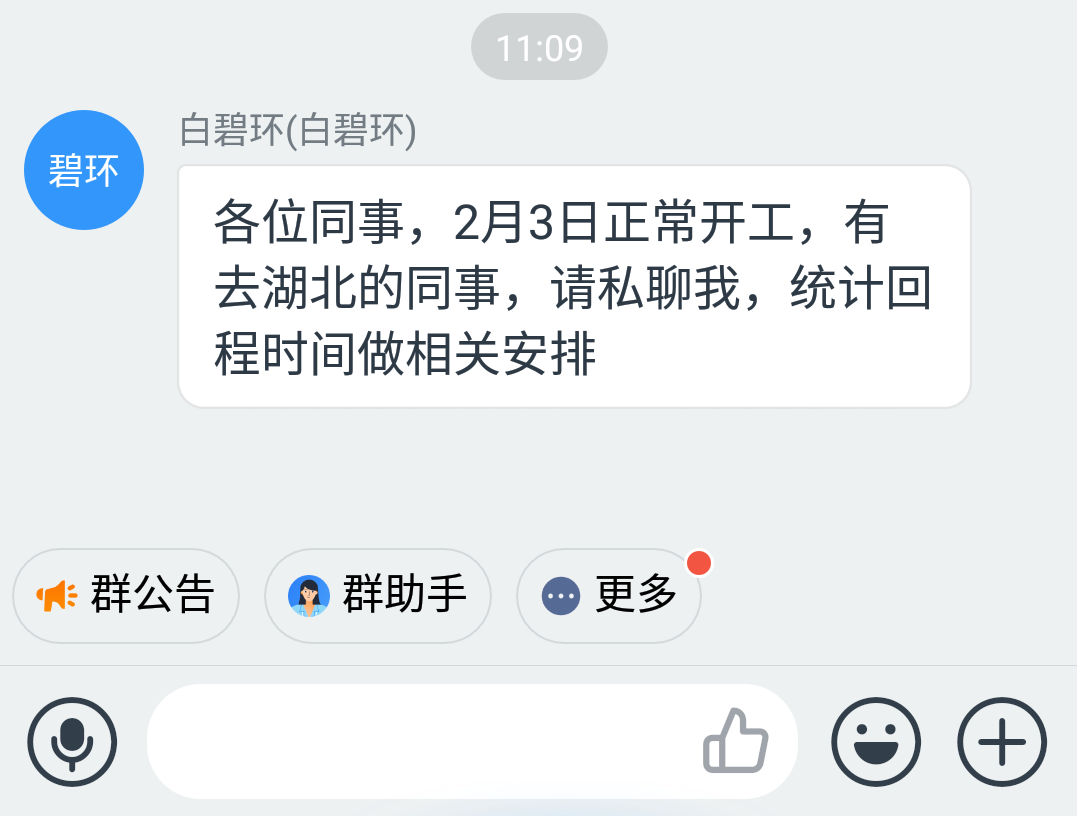 11:09
白碧环(白碧环)
碧环
各位同事，2月3日正常开工，有
去湖北的同事，请私聊我，统计回
程时间做相关安排
群公告
群助手
更多